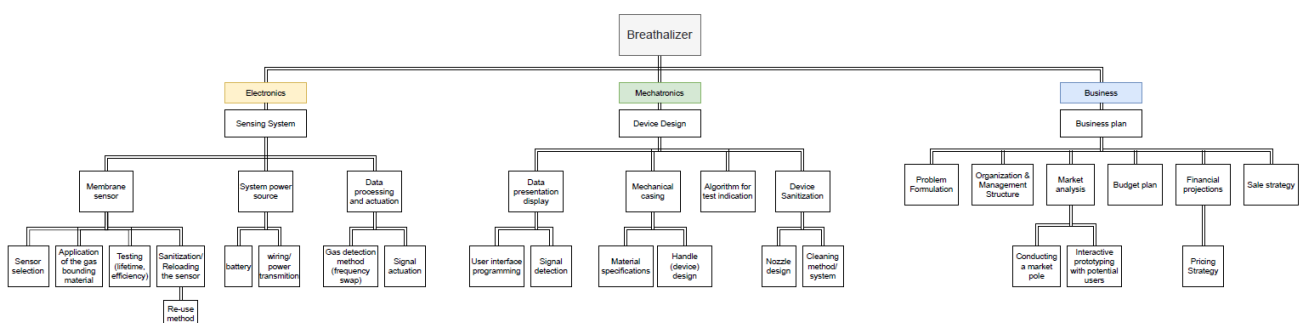 Breathalizer
Electronics
Mechatronics
Business
Sensing System
Device Design
Business plan
Membrane
sensor
System power
source
Data
processing
and actuation
Data
presentation
display
Mechanical
casing
Algorithm for
test indication
Device
Sanitization
Problem
Formulation
Organization &
Management
Structure
Market
analysis
Budget plan
Financial
projections
Sale strategy
Sensor
selection
Application
of the gas
bounding
material
Testing
(lifetime,
efficiency)
Sanitization/
Reloading
the sensor
battery
wiring/
power
transmition
Gas detection
method
(frequency
swap)
Signal
actuation
User interface
programming
Signal
detection
Material
specifications
Handle
(device)
design
Nozzle
design
Cleaning
method/
system
Conducting
a market
pole
Interactive
prototyping
with potential
users
Pricing
Strategy
Re-use
method